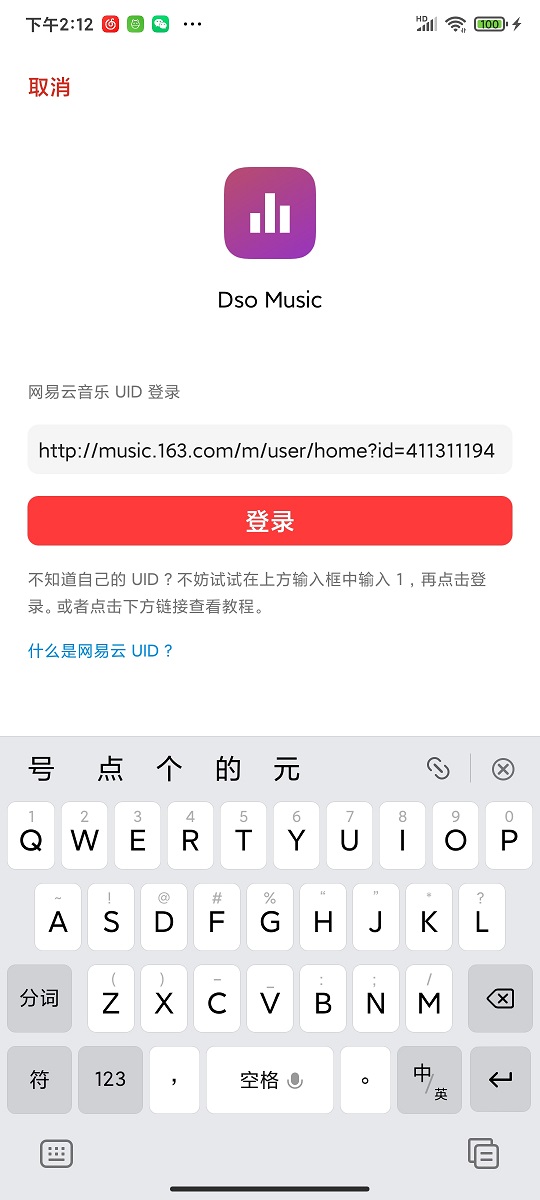 下午2:12
HD
100
取消
Dso Music
网易云音乐 UID 登录
http://music.163.com/m/user/home?id=411311194
登录
不知道自己的 UID？不妨试试在上方输入框中输入 1，再点击登
录。或者点击下方链接查看教程。
什么是网易云 UID？
号 点 个 的 元
1 2 3 4 5 6 7 8 9 0
Q W E R T Y U I O P
~ ! @ # % “ ” * ?
A S D F G H J K L
( ) - _ : ; /
分词 Z X C V B N M
符 123 ， 空格 。 中/英